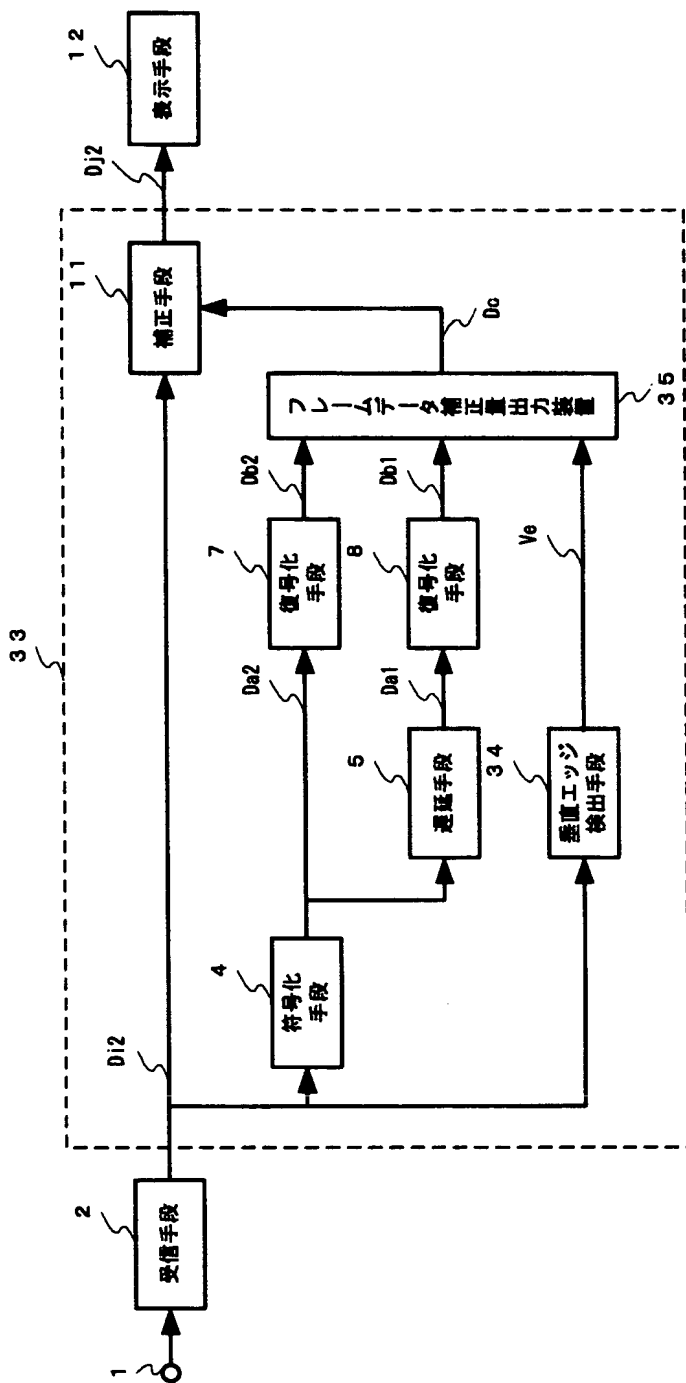 1
2
受信手段
Di2
33
4
符号化
手段
Da2
5
遅延手段
Da1
34
垂直エッジ
検出手段
7
復号化
手段
8
復号化
手段
Db2
Db1
Ve
フレームデータ補正量出力装置
35
Dc
11
補正手段
Dj2
12
表示手段